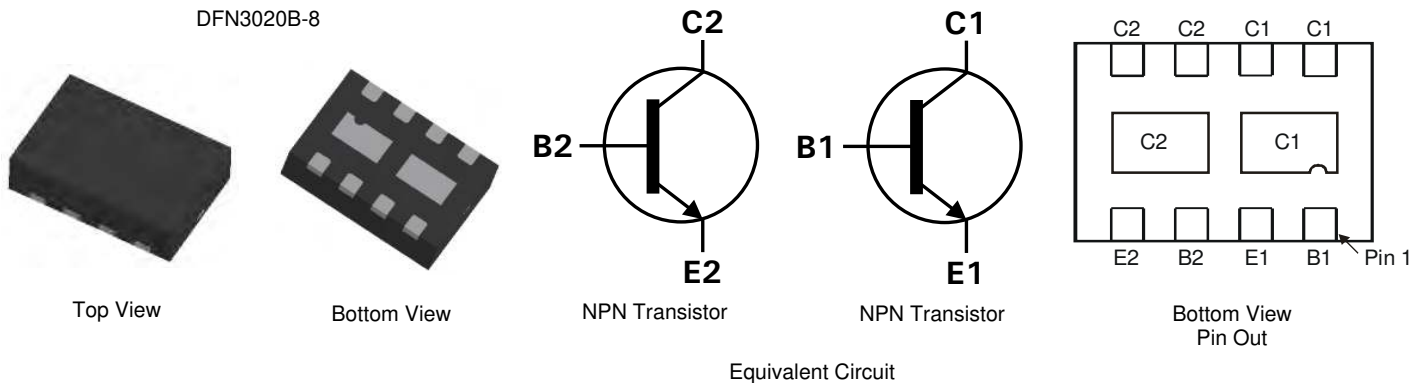 DFN3020B-8
Top View
Bottom View
C2
B2
E2
NPN Transistor
C1
B1
E1
NPN Transistor
Equivalent Circuit
C2 C2 C1 C1
C2 C1
E2 B2 E1 B1 Pin 1
Bottom View
Pin Out